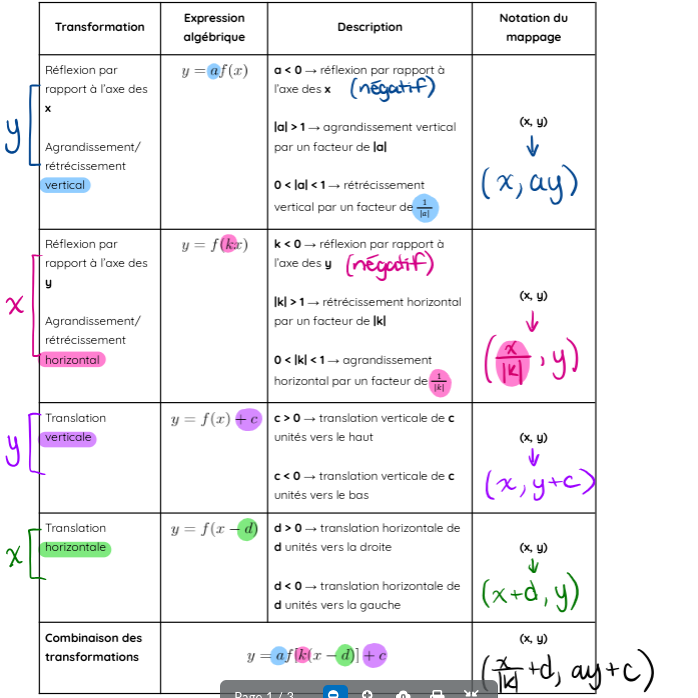 Transformation
Expression
algébrique
Description
Notation du
mappage
y
Réflexion par
rapport à l'axe des
x
Agrandissement/
rétrécissement
vertical
y = af(x)
a < 0 → réflexion par rapport à
l'axe des x (négatif)
|a| > 1 → agrandissement vertical
par un facteur de |a|
0 < |a| < 1 → rétrécissement
vertical par un facteur de 1/|a|
(x, y)
↓
(x, ay)
x
Réflexion par
rapport à l'axe des
y
Agrandissement/
rétrécissement
horizontal
y = f(kx)
k < 0 → réflexion par rapport à
l'axe des y (négatif)
|k| > 1 → rétrécissement horizontal
par un facteur de |k|
0 < |k| < 1 → agrandissement
horizontal par un facteur de 1/|k|
(x, y)
↓
(x/|k|, y)
y
Translation
verticale
y = f(x) + c
c > 0 → translation verticale de c
unités vers le haut
c < 0 → translation verticale de c
unités vers le bas
(x, y)
↓
(x, y+c)
x
Translation
horizontale
y = f(x − d)
d > 0 → translation horizontale de
d unités vers la droite
d < 0 → translation horizontale de
d unités vers la gauche
(x, y)
↓
(x+d, y)
Combinaison des
transformations
y = af[k(x − d)] + c
(x, y)
(x/|k| +d, ay+c)
Page 1 / 3